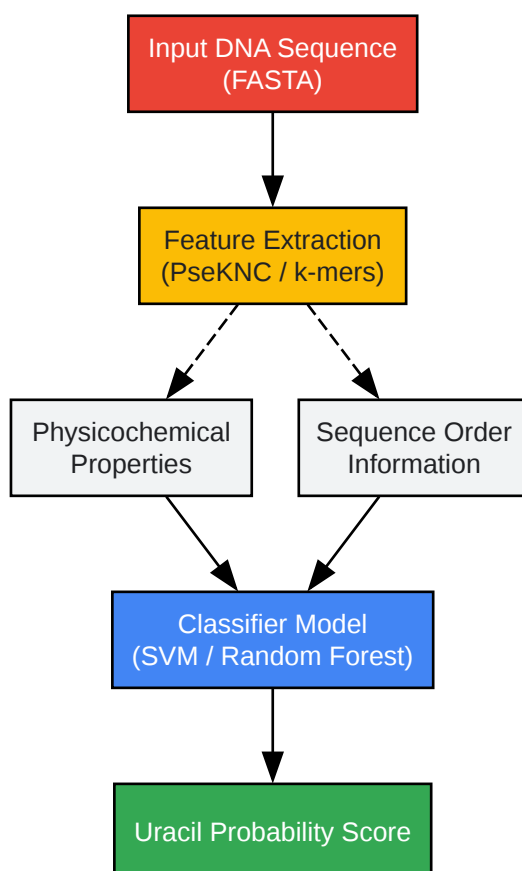 Input DNA Sequence
(FASTA)
Feature Extraction
(PseKNC / k-mers)
Physicochemical
Properties
Sequence Order
Information
Classifier Model
(SVM / Random Forest)
Uracil Probability Score